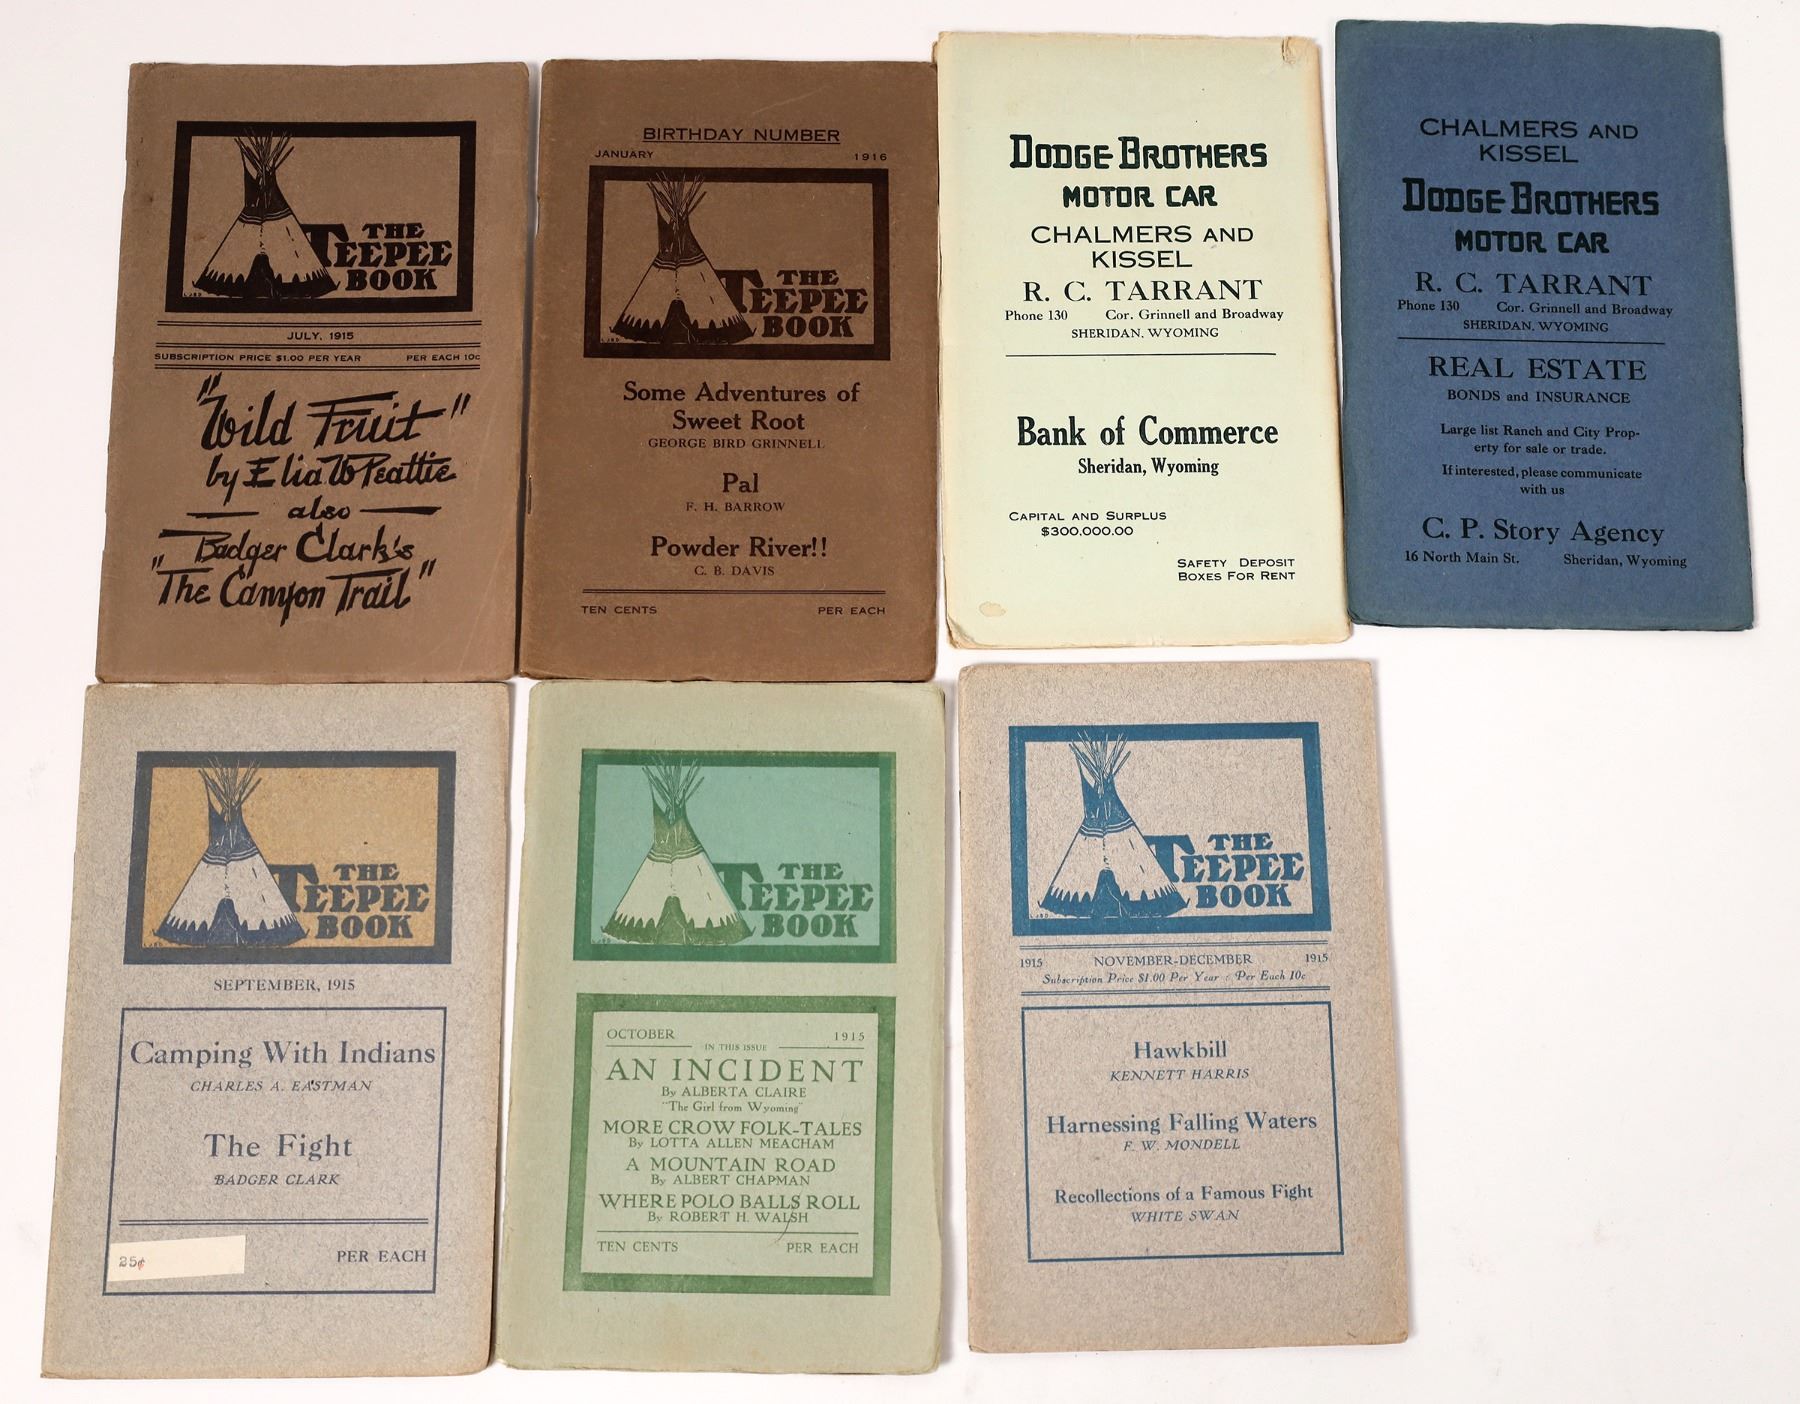 THE
TEEPEE
BOOK
L J B D
JULY, 1915
SUBSCRIPTION PRICE $1.00 PER YEAR PER EACH 10c
"Wild Fruit"
by Elia W Peattie
also
Badger Clark's
"The Canyon Trail"
BIRTHDAY NUMBER
JANUARY 1916
THE
TEEPEE
BOOK
L J B D
Some Adventures of
Sweet Root
GEORGE BIRD GRINNELL
Pal
F. H. BARROW
Powder River!!
C. B. DAVIS
TEN CENTS PER EACH
DODGE BROTHERS
MOTOR CAR
CHALMERS AND
KISSEL
R. C. TARRANT
Phone 130 Cor. Grinnell and Broadway
SHERIDAN, WYOMING
Bank of Commerce
Sheridan, Wyoming
CAPITAL AND SURPLUS
$300,000.00
SAFETY DEPOSIT
BOXES FOR RENT
CHALMERS AND
KISSEL
DODGE BROTHERS
MOTOR CAR
R. C. TARRANT
Phone 130 Cor. Grinnell and Broadway
SHERIDAN, WYOMING
REAL ESTATE
BONDS and INSURANCE
Large list Ranch and City Prop-
erty for sale or trade.
If interested, please communicate
with us
C. P. Story Agency
16 North Main St. Sheridan, Wyoming
THE
TEEPEE
BOOK
L J B D
SEPTEMBER, 1915
Camping With Indians
CHARLES A. EASTMAN
The Fight
BADGER CLARK
25¢ PER EACH
THE
TEEPEE
BOOK
L J B D
OCTOBER 1915
IN THIS ISSUE
AN INCIDENT
By ALBERTA CLAIRE
"The Girl from Wyoming"
MORE CROW FOLK-TALES
By LOTTA ALLEN MEACHAM
A MOUNTAIN ROAD
By ALBERT CHAPMAN
WHERE POLO BALLS ROLL
By ROBERT H. WALSH
TEN CENTS PER EACH
THE
TEEPEE
BOOK
L J B D
1915 NOVEMBER-DECEMBER 1915
Subscription Price $1.00 Per Year : Per Each 10c
Hawkbill
KENNETT HARRIS
Harnessing Falling Waters
F. W. MONDELL
Recollections of a Famous Fight
WHITE SWAN